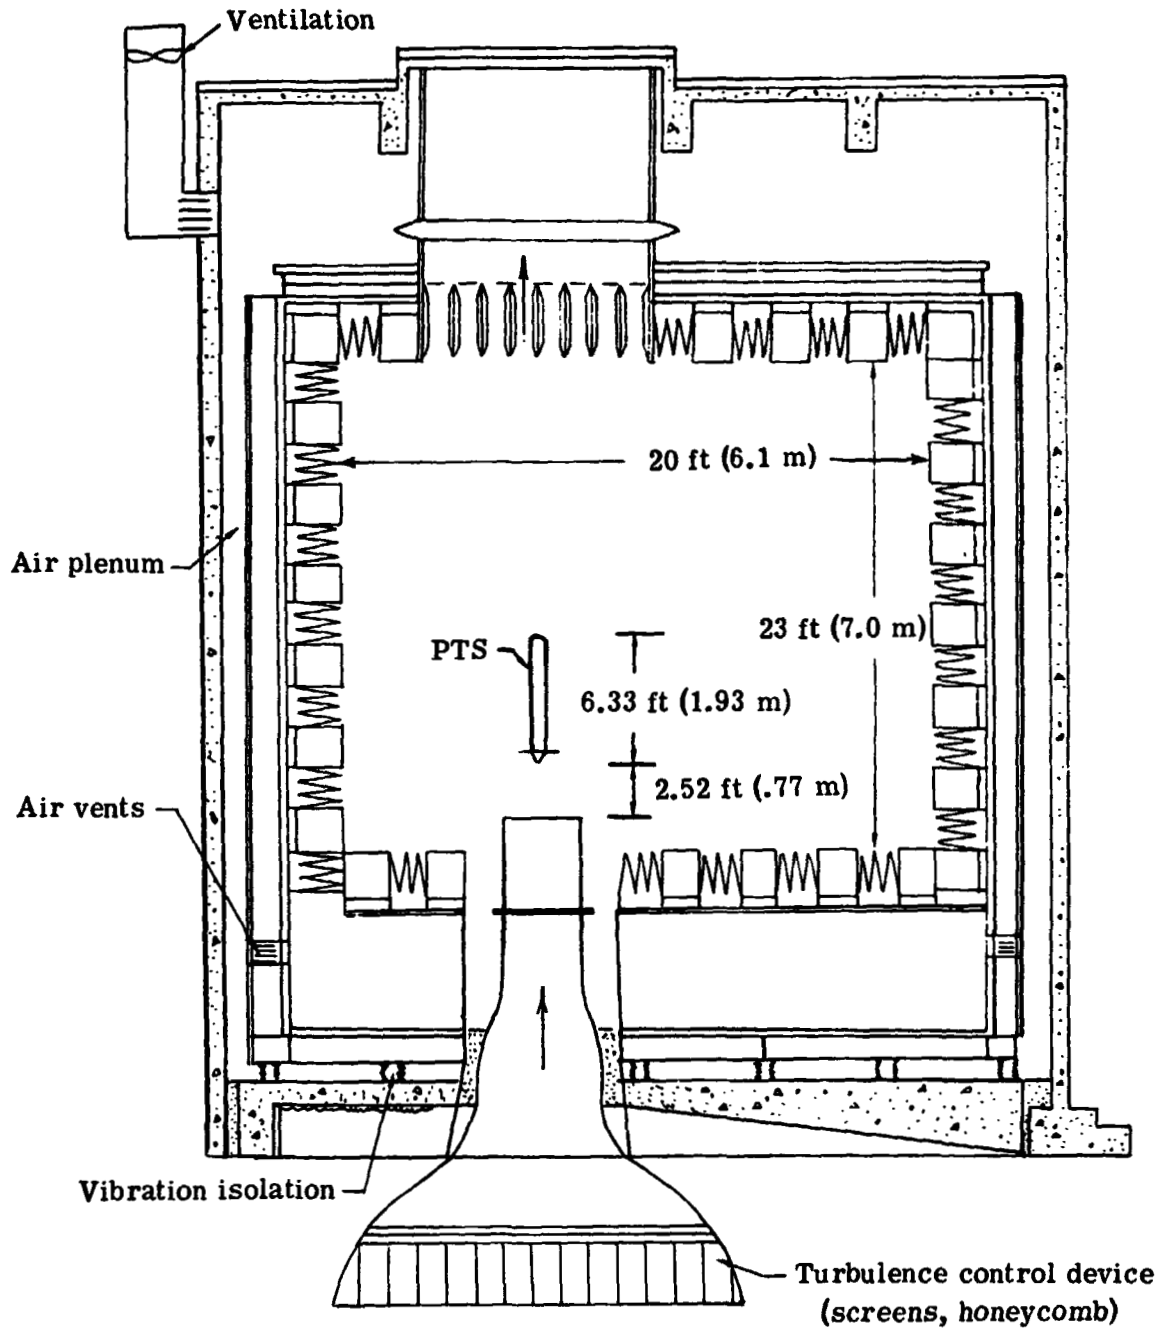 Ventilation
20 ft (6.1 m)
Air plenum
23 ft (7.0 m)
PTS
6.33 ft (1.93 m)
2.52 ft (.77 m)
Air vents
Vibration isolation
Turbulence control device
(screens, honeycomb)